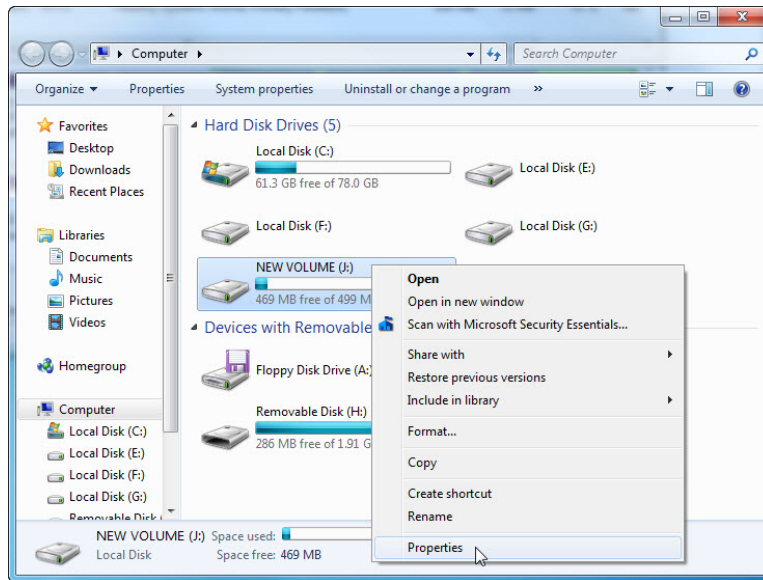 Computer
Search Computer
Organize
Properties
System properties
Uninstall or change a program
»
Favorites
Desktop
Downloads
Recent Places
Libraries
Documents
Music
Pictures
Videos
Homegroup
Computer
Local Disk (C:)
Local Disk (E:)
Local Disk (F:)
Local Disk (G:)
Removable Disk
Hard Disk Drives (5)
Local Disk (C:)
61.3 GB free of 78.0 GB
Local Disk (E:)
Local Disk (F:)
Local Disk (G:)
NEW VOLUME (J:)
469 MB free of 499 M
Devices with Removable
Floppy Disk Drive (A:)
Removable Disk (H:)
286 MB free of 1.91 G
Open
Open in new window
Scan with Microsoft Security Essentials...
Share with
Restore previous versions
Include in library
Format...
Copy
Create shortcut
Rename
Properties
NEW VOLUME (J:) Space used:
Local Disk Space free: 469 MB